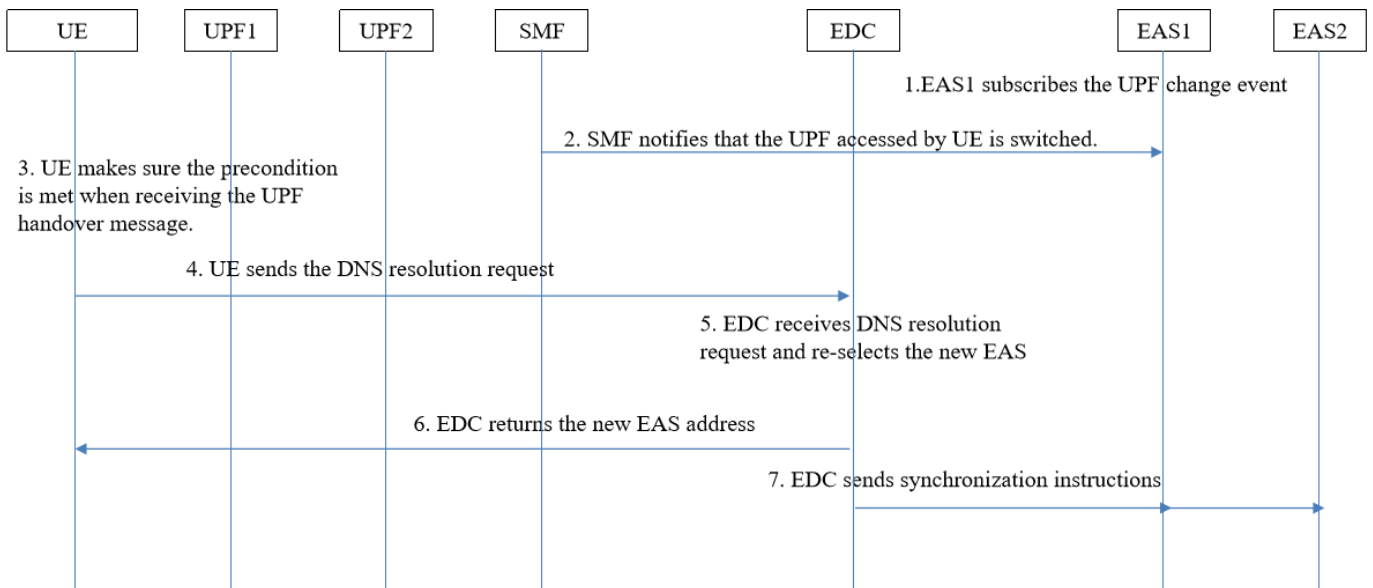 UE UPF1 UPF2 SMF EDC EAS1 EAS2
1.EAS1 subscribes the UPF change event
2. SMF notifies that the UPF accessed by UE is switched.
3. UE makes sure the precondition
is met when receiving the UPF
handover message.
4. UE sends the DNS resolution request
5. EDC receives DNS resolution
request and re-selects the new EAS
6. EDC returns the new EAS address
7. EDC sends synchronization instructions